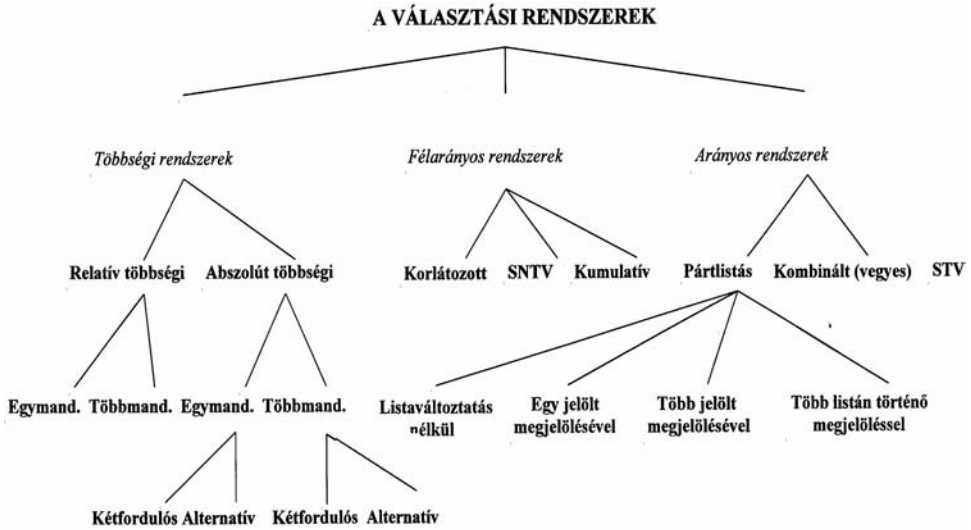 A VÁLASZTÁSI RENDSZEREK
Többségi rendszerek Félarányos rendszerek Arányos rendszerek
Relatív többségi Abszolút többségi Korlátozott SNTV Kumulatív Pártlistás Kombinált (vegyes) STV
Egymand. Többmand. Egymand. Többmand. Listaváltoztatás Egy jelölt Több jelölt Több listán történő
nélkül megjelölésével megjelölésével megjelöléssel
Kétfordulós Alternatív Kétfordulós Alternatív